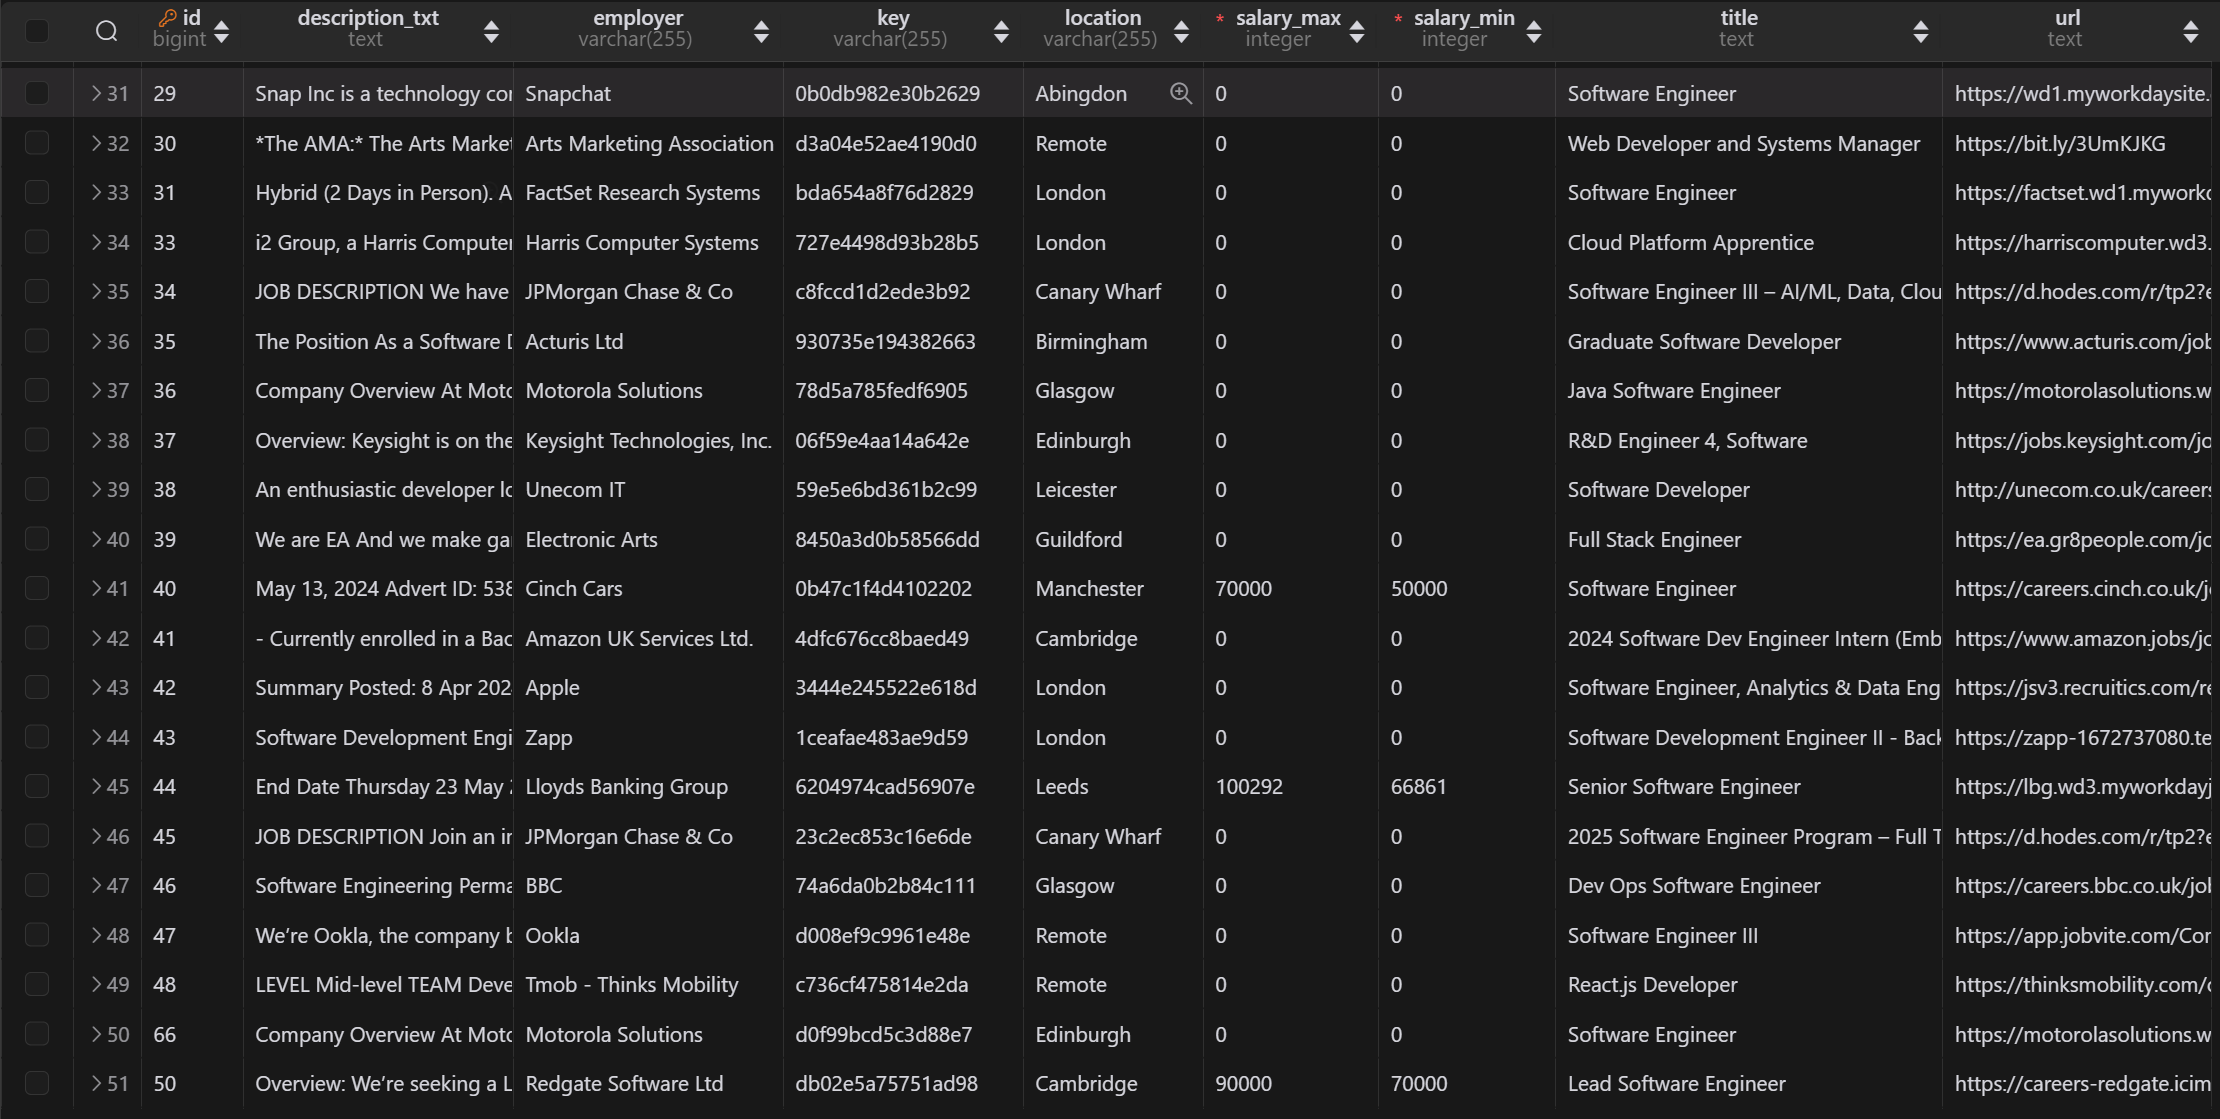 id description_txt employer key location * salary_max * salary_min title url
bigint text varchar(255) varchar(255) varchar(255) integer integer text text
31 29 Snap Inc is a technology Snapchat 0b0db982e30b2629 Abingdon 0 0 Software Engineer https://wd1.myworkdaysite.
32 30 *The AMA:* The Arts Market Arts Marketing Association d3a04e52ae4190d0 Remote 0 0 Web Developer and Systems Manager https://bit.ly/3UmKJKG
33 31 Hybrid (2 Days in Person). A FactSet Research Systems bda654a8f76d2829 London 0 0 Software Engineer https://factset.wd1.mywork
34 33 i2 Group, a Harris Computer Harris Computer Systems 727e4498d93b28b5 London 0 0 Cloud Platform Apprentice https://harriscomputer.wd3.
35 34 JOB DESCRIPTION We have JPMorgan Chase & Co c8fccd1d2ede3b92 Canary Wharf 0 0 Software Engineer III – AI/ML, Data, Clou https://d.hodes.com/r/tp2?e
36 35 The Position As a Software D Acturis Ltd 930735e194382663 Birmingham 0 0 Graduate Software Developer https://www.acturis.com/job
37 36 Company Overview At Moto Motorola Solutions 78d5a785fedf6905 Glasgow 0 0 Java Software Engineer https://motorolasolutions.w
38 37 Overview: Keysight is on the Keysight Technologies, Inc. 06f59e4aa14a642e Edinburgh 0 0 R&D Engineer 4, Software https://jobs.keysight.com/jo
39 38 An enthusiastic developer lo Unecom IT 59e5e6bd361b2c99 Leicester 0 0 Software Developer http://unecom.co.uk/careers
40 39 We are EA And we make ga Electronic Arts 8450a3d0b58566dd Guildford 0 0 Full Stack Engineer https://ea.gr8people.com/jo
41 40 May 13, 2024 Advert ID: 538 Cinch Cars 0b47c1f4d4102202 Manchester 70000 50000 Software Engineer https://careers.cinch.co.uk/j
42 41 - Currently enrolled in a Bac Amazon UK Services Ltd. 4dfc676cc8baed49 Cambridge 0 0 2024 Software Dev Engineer Intern (Emb https://www.amazon.jobs/jo
43 42 Summary Posted: 8 Apr 202 Apple 3444e245522e618d London 0 0 Software Engineer, Analytics & Data Eng https://jsv3.recruitics.com/re
44 43 Software Development Engi Zapp 1ceafae483ae9d59 London 0 0 Software Development Engineer II - Back https://zapp-1672737080.te
45 44 End Date Thursday 23 May Lloyds Banking Group 6204974cad56907e Leeds 100292 66861 Senior Software Engineer https://lbg.wd3.myworkdayj
46 45 JOB DESCRIPTION Join an in JPMorgan Chase & Co 23c2ec853c16e6de Canary Wharf 0 0 2025 Software Engineer Program – Full T https://d.hodes.com/r/tp2?e
47 46 Software Engineering Perma BBC 74a6da0b2b84c111 Glasgow 0 0 Dev Ops Software Engineer https://careers.bbc.co.uk/job
48 47 We’re Ookla, the company b Ookla d008ef9c9961e48e Remote 0 0 Software Engineer III https://app.jobvite.com/Con
49 48 LEVEL Mid-level TEAM Deve Tmob - Thinks Mobility c736cf475814e2da Remote 0 0 React.js Developer https://thinksmobility.com/
50 66 Company Overview At Moto Motorola Solutions d0f99bcd5c3d88e7 Edinburgh 0 0 Software Engineer https://motorolasolutions.w
51 50 Overview: We’re seeking a L Redgate Software Ltd db02e5a75751ad98 Cambridge 90000 70000 Lead Software Engineer https://careers-redgate.icim